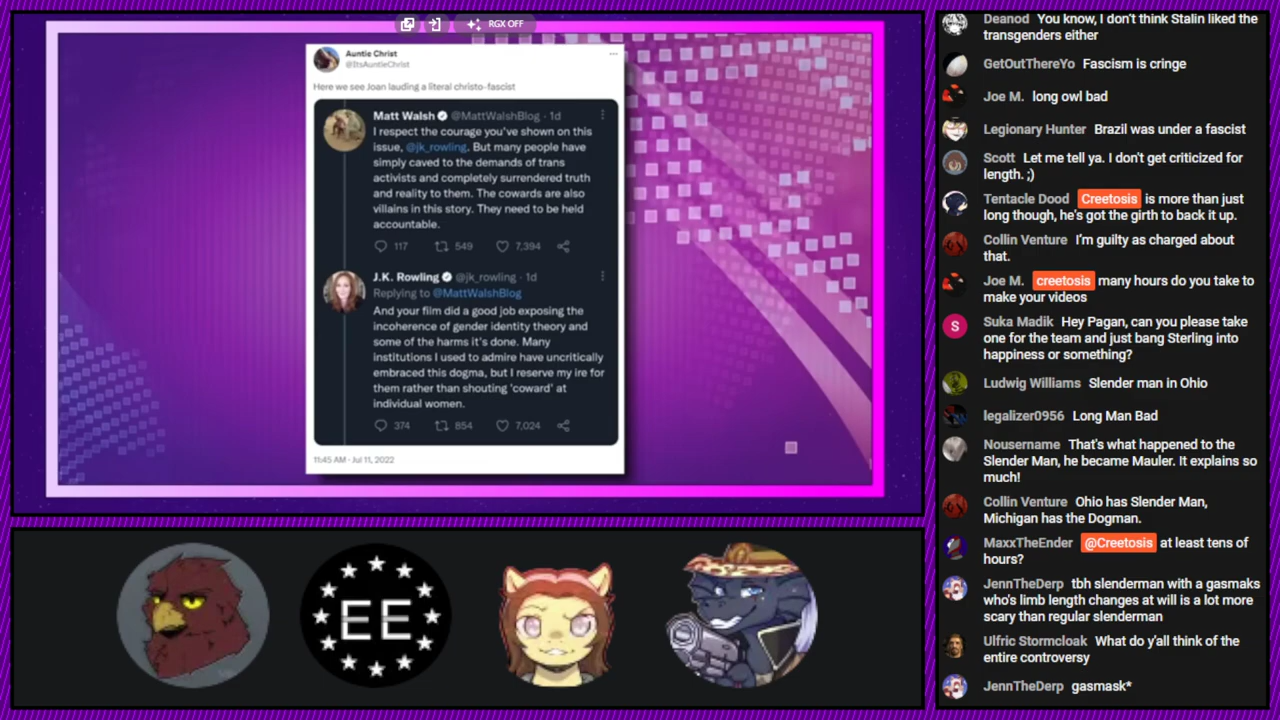 RGX OFF
Auntie Christ
@ItsAuntieChrist
Here we see Joan lauding a literal christo-fascist
Matt Walsh @MattWalshBlog · 1d
I respect the courage you've shown on this
issue, @jk_rowling. But many people have
simply caved to the demands of trans
activists and completely surrendered truth
and reality to them. The cowards are also
villains in this story. They need to be held
accountable.
117 549 7,394
J.K. Rowling @jk_rowling · 1d
Replying to @MattWalshBlog
And your film did a good job exposing the
incoherence of gender identity theory and
some of the harms it's done. Many
institutions I used to admire have uncritically
embraced this dogma, but I reserve my ire for
them rather than shouting 'coward' at
individual women.
374 854 7,024
11:45 AM · Jul 11, 2022
EE
Deanod You know, I don't think Stalin liked the
transgenders either
GetOutThereYo Fascism is cringe
Joe M. long owl bad
Legionary Hunter Brazil was under a fascist
Scott Let me tell ya. I don't get criticized for
length. ;)
Tentacle Dood Creetosis is more than just
long though, he's got the girth to back it up.
Collin Venture I'm guilty as charged about
that.
Joe M. creetosis many hours do you take to
make your videos
S
Suka Madik Hey Pagan, can you please take
one for the team and just bang Sterling into
happiness or something?
Ludwig Williams Slender man in Ohio
legalizer0956 Long Man Bad
Nousername That's what happened to the
Slender Man, he became Mauler. It explains so
much!
Collin Venture Ohio has Slender Man,
Michigan has the Dogman.
MaxxTheEnder @Creetosis at least tens of
hours?
JennTheDerp tbh slenderman with a gasmaks
who's limb length changes at will is a lot more
scary than regular slenderman
Ulfric Stormcloak What do y'all think of the
entire controversy
JennTheDerp gasmask*